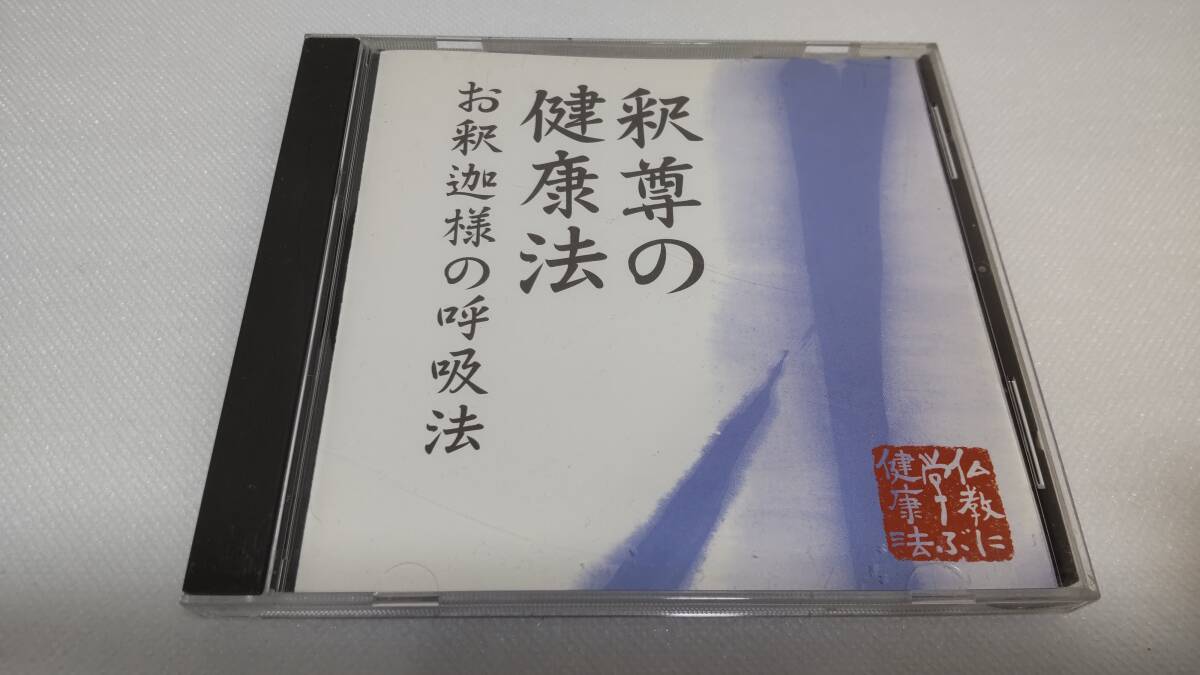 釈尊の
健康法
お釈迦様の呼吸法
仏教に
学ぶ
健康法